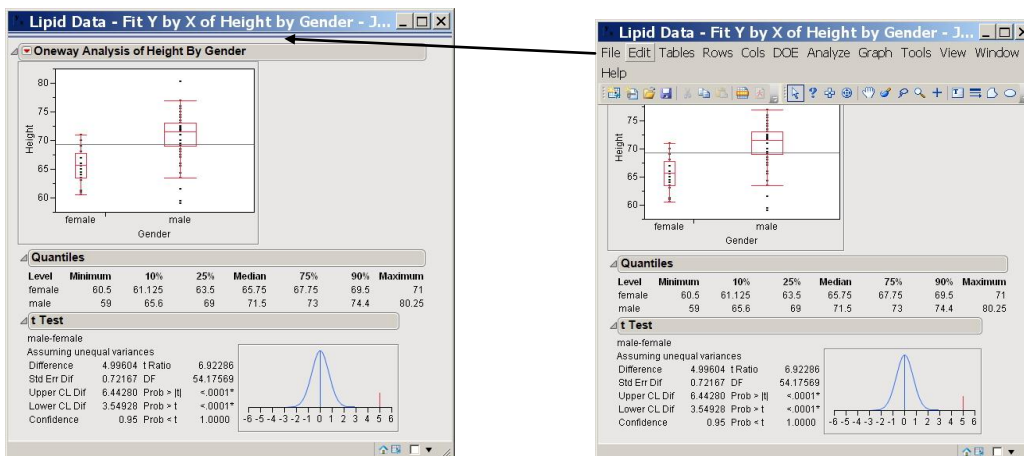 Lipid Data - Fit Y by X of Height by Gender - J...
Oneway Analysis of Height By Gender
80
75
70
65
60
Height
female male
Gender
Quantiles
Level Minimum 10% 25% Median 75% 90% Maximum
female 60.5 61.125 63.5 65.75 67.75 69.5 71
male 59 65.6 69 71.5 73 74.4 80.25
t Test
male-female
Assuming unequal variances
Difference 4.99604 t Ratio 6.92286
Std Err Dif 0.72167 DF 54.17569
Upper CL Dif 6.44280 Prob > |t| <.0001*
Lower CL Dif 3.54928 Prob > t <.0001*
Confidence 0.95 Prob < t 1.0000
-6 -5 -4 -3 -2 -1 0 1 2 3 4 5 6
Lipid Data - Fit Y by X of Height by Gender - J...
File Edit Tables Rows Cols DOE Analyze Graph Tools View Window
Help
75
70
65
60
Height
female male
Gender
Quantiles
Level Minimum 10% 25% Median 75% 90% Maximum
female 60.5 61.125 63.5 65.75 67.75 69.5 71
male 59 65.6 69 71.5 73 74.4 80.25
t Test
male-female
Assuming unequal variances
Difference 4.99604 t Ratio 6.92286
Std Err Dif 0.72167 DF 54.17569
Upper CL Dif 6.44280 Prob > |t| <.0001*
Lower CL Dif 3.54928 Prob > t <.0001*
Confidence 0.95 Prob < t 1.0000
-6 -5 -4 -3 -2 -1 0 1 2 3 4 5 6